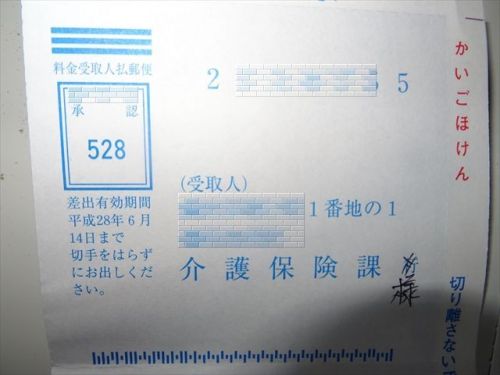 料金受取人払郵便
承 認
528
差出有効期間
平成28年6月
14日まで
切手をはらず
にお出しくだ
さい。
2 5 5
(受取人)
1番地の1
介護保険課 行 様
かいごほけん
切り離さないで